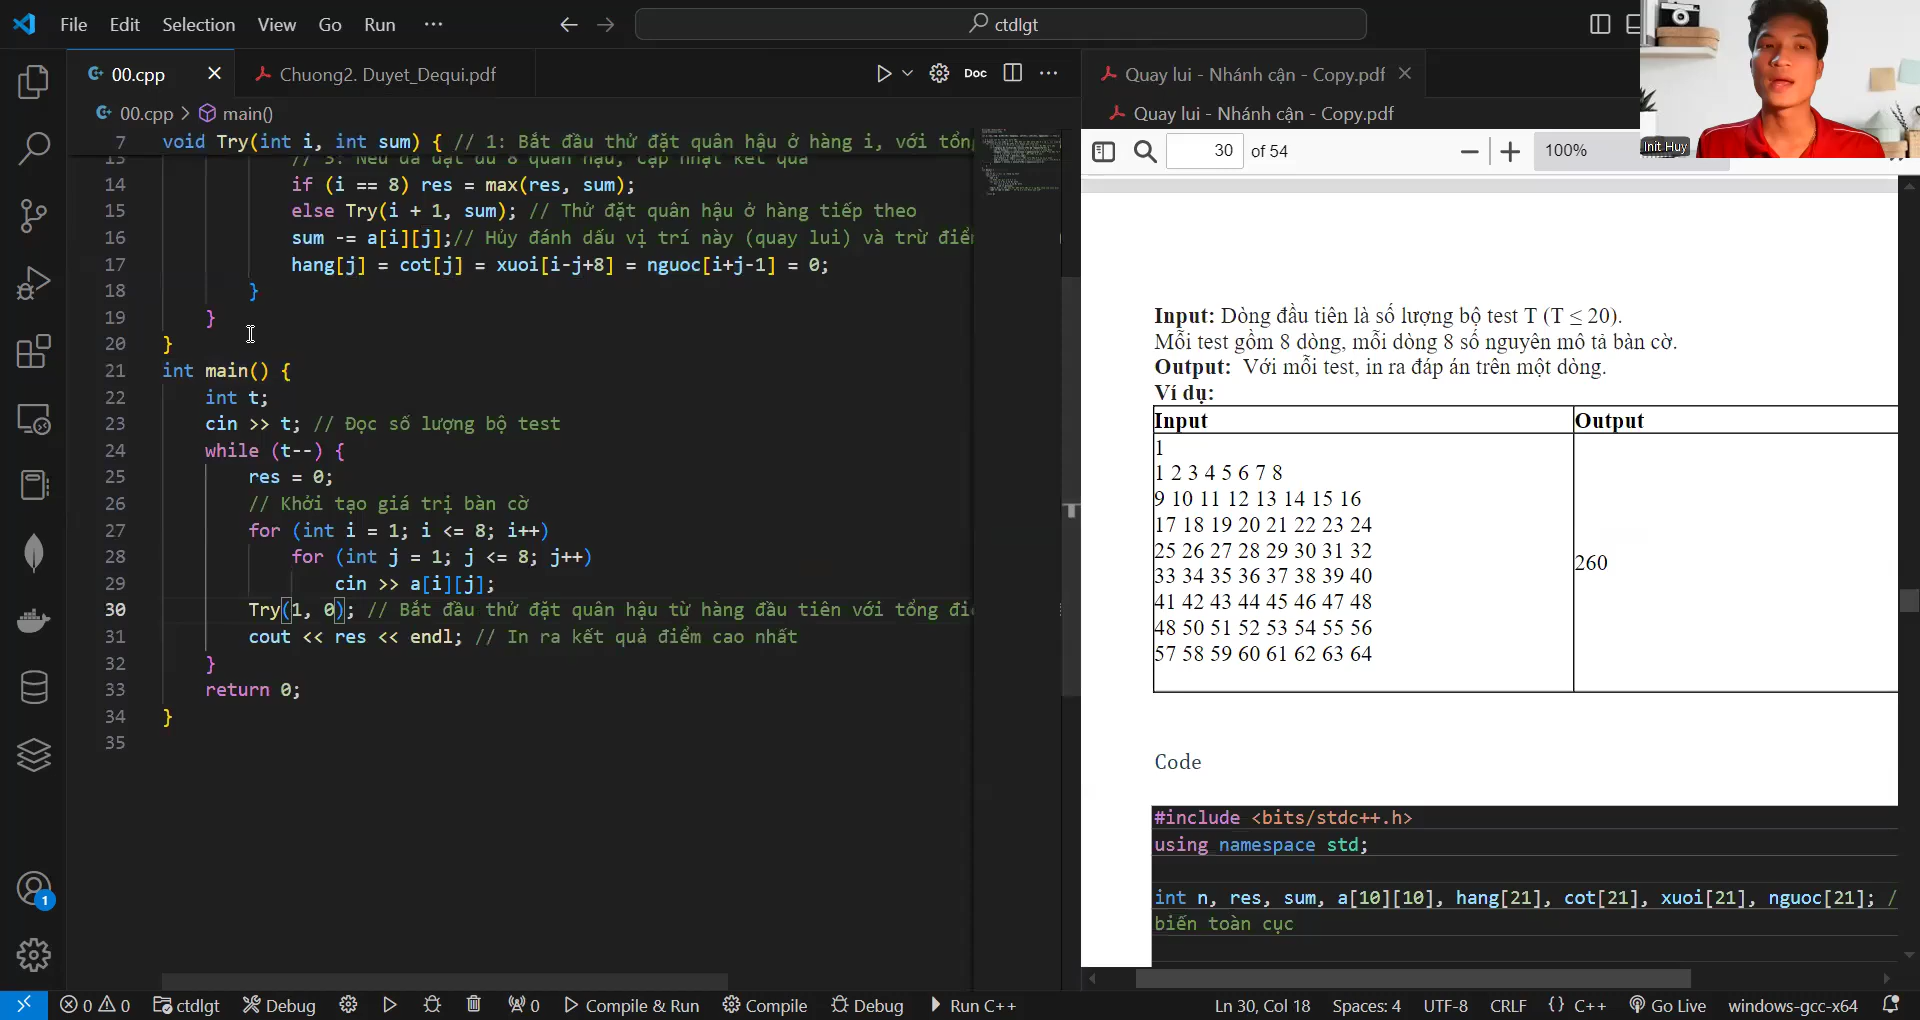 File Edit Selection View Go Run ··· ctdlgt
00.cpp Chuong2. Duyet_Dequi.pdf Doc Quay lui - Nhánh cận - Copy.pdf
00.cpp > main() Quay lui - Nhánh cận - Copy.pdf
Init Huy
30 of 54 100%
7 void Try(int i, int sum) { // 1: Bắt đầu thử đặt quân hậu ở hàng i, với tổn
13 // 3: Nếu đã đặt đủ 8 quân hậu, cập nhật kết quả
14 if (i == 8) res = max(res, sum);
15 else Try(i + 1, sum); // Thử đặt quân hậu ở hàng tiếp theo
16 sum -= a[i][j];// Hủy đánh dấu vị trí này (quay lui) và trừ điể
17 hang[j] = cot[j] = xuoi[i-j+8] = nguoc[i+j-1] = 0;
18 }
19 }
20 }
21 int main() {
22 int t;
23 cin >> t; // Đọc số lượng bộ test
24 while (t--) {
25 res = 0;
26 // Khởi tạo giá trị bàn cờ
27 for (int i = 1; i <= 8; i++)
28 for (int j = 1; j <= 8; j++)
29 cin >> a[i][j];
30 Try(1, 0); // Bắt đầu thử đặt quân hậu từ hàng đầu tiên với tổng điể
31 cout << res << endl; // In ra kết quả điểm cao nhất
32 }
33 return 0;
34 }
35
Input: Dòng đầu tiên là số lượng bộ test T (T ≤ 20).
Mỗi test gồm 8 dòng, mỗi dòng 8 số nguyên mô tả bàn cờ.
Output: Với mỗi test, in ra đáp án trên một dòng.
Ví dụ:
Input Output
1
1 2 3 4 5 6 7 8
9 10 11 12 13 14 15 16
17 18 19 20 21 22 23 24
25 26 27 28 29 30 31 32
33 34 35 36 37 38 39 40
41 42 43 44 45 46 47 48
48 50 51 52 53 54 55 56
57 58 59 60 61 62 63 64
260
Code
#include <bits/stdc++.h>
using namespace std;
int n, res, sum, a[10][10], hang[21], cot[21], xuoi[21], nguoc[21]; /
biến toàn cục
1
0 0 ctdlgt Debug 0 Compile & Run Compile Debug Run C++ Ln 30, Col 18 Spaces: 4 UTF-8 CRLF {} C++ Go Live windows-gcc-x64